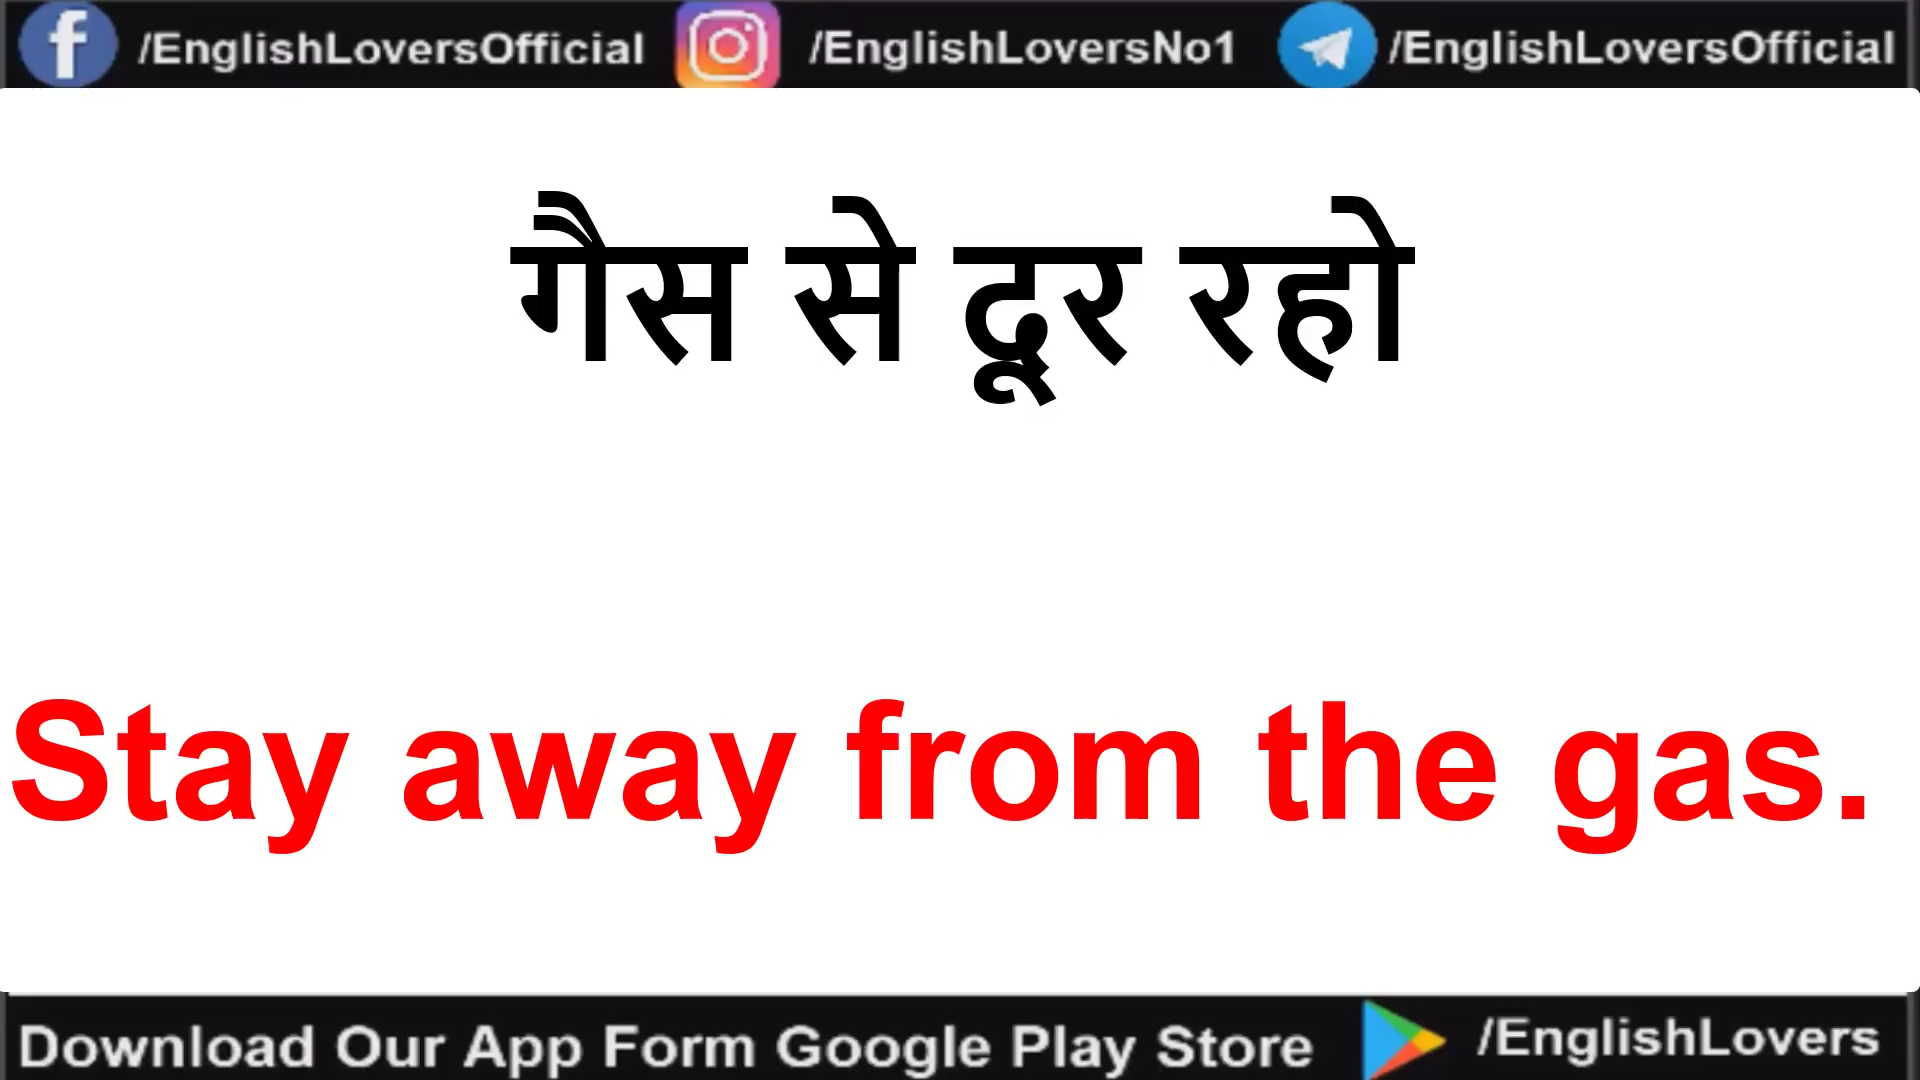 /EnglishLoversOfficial /EnglishLoversNo1 /EnglishLoversOfficial
गैस से दूर रहो
Stay away from the gas.
Download Our App Form Google Play Store /EnglishLovers